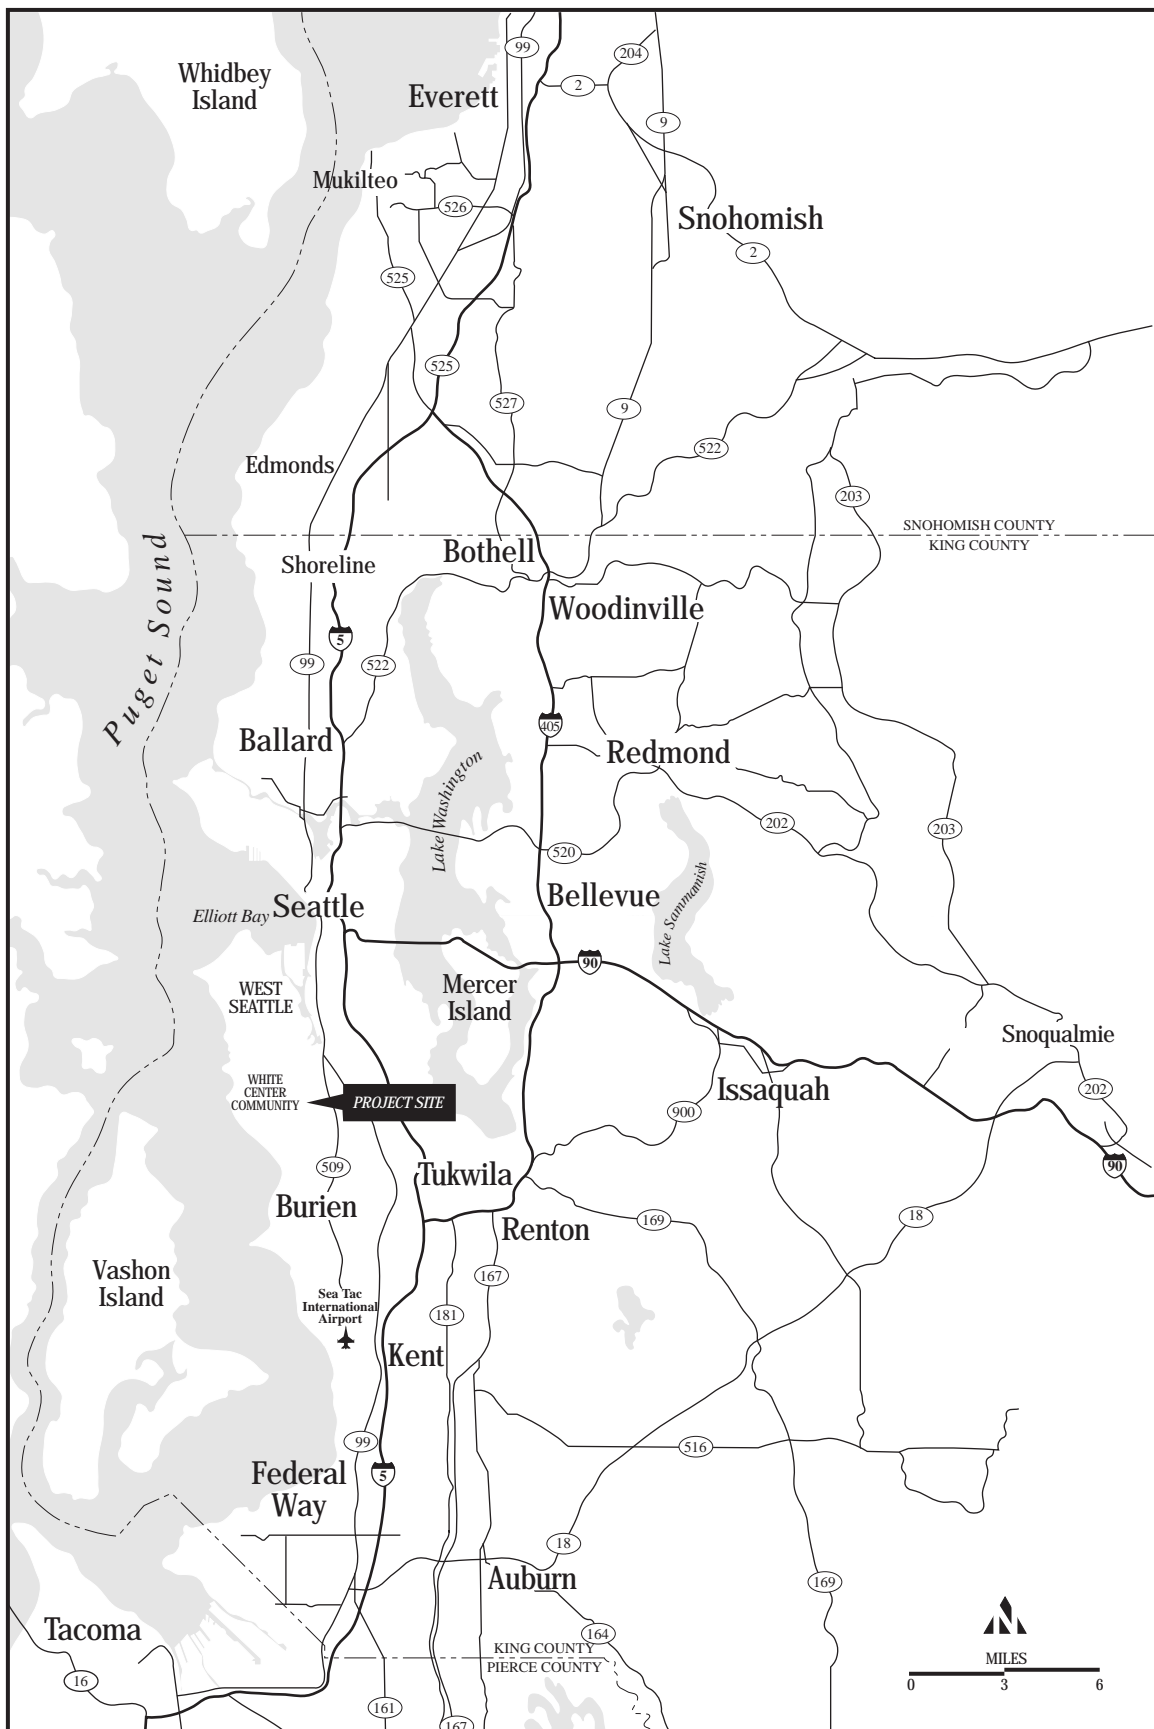 99
204
Whidbey
Island
2
Everett
9
Mukilteo
526
Snohomish
2
525
525
527
9
522
Edmonds
203
SNOHOMISH COUNTY
KING COUNTY
Puget Sound
Bothell
Shoreline
Woodinville
5
99
522
405
Ballard
Redmond
Lake Washington
202
203
520
Bellevue
Lake Sammamish
Seattle
Elliott Bay
90
Mercer
Island
WEST
SEATTLE
Snoqualmie
WHITE
CENTER
COMMUNITY
PROJECT SITE
Issaquah
202
900
509
Tukwila
90
Burien
18
169
Renton
Vashon
Island
167
Sea Tac
International
Airport
181
Kent
99
516
Federal
Way
5
18
Auburn
169
Tacoma
164
KING COUNTY
PIERCE COUNTY
MILES
0
3
6
16
161
167